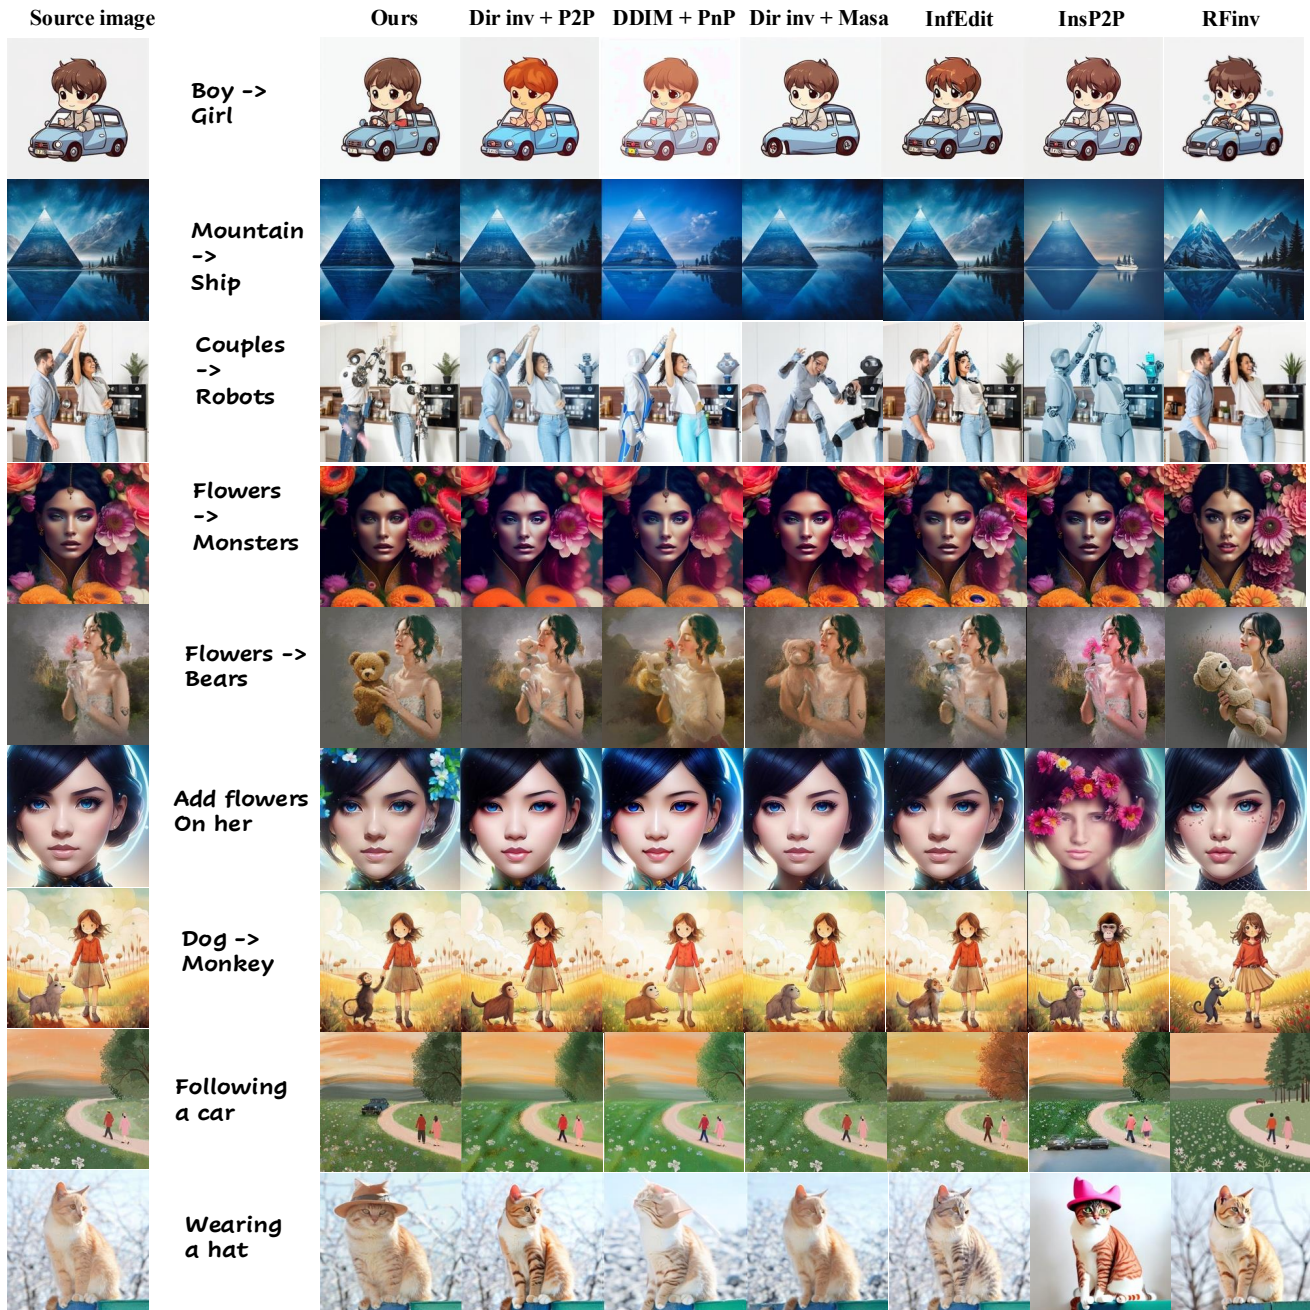 Source image Ours Dir inv + P2P DDIM + PnP Dir inv + Masa InfEdit InsP2P RFinv
Boy ->
Girl
Mountain
->
Ship
Couples
->
Robots
Flowers
->
Monsters
Flowers ->
Bears
Add flowers
On her
Dog ->
Monkey
Following
a car
Wearing
a hat